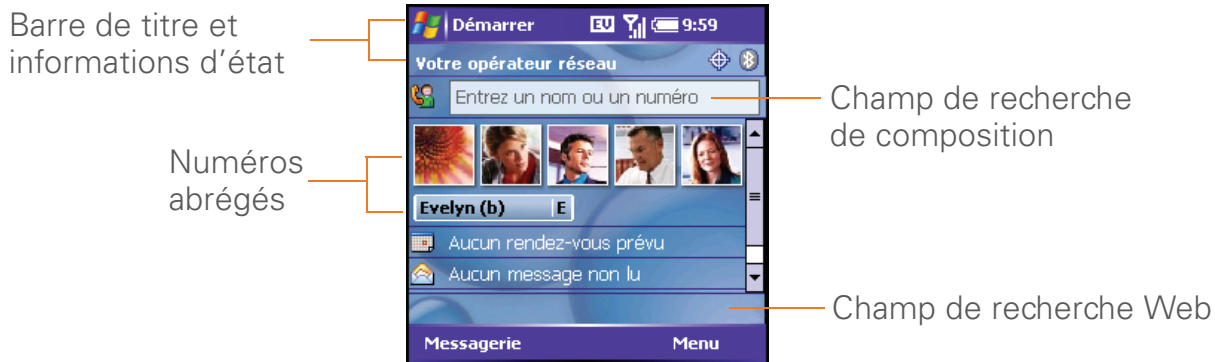 Barre de titre et
informations d'état
Démarrer EV 9:59
Votre opérateur réseau
Entrez un nom ou un numéro
Champ de recherche
de composition
Numéros
abrégés
Evelyn (b) E
Aucun rendez-vous prévu
Aucun message non lu
Champ de recherche Web
Messagerie Menu